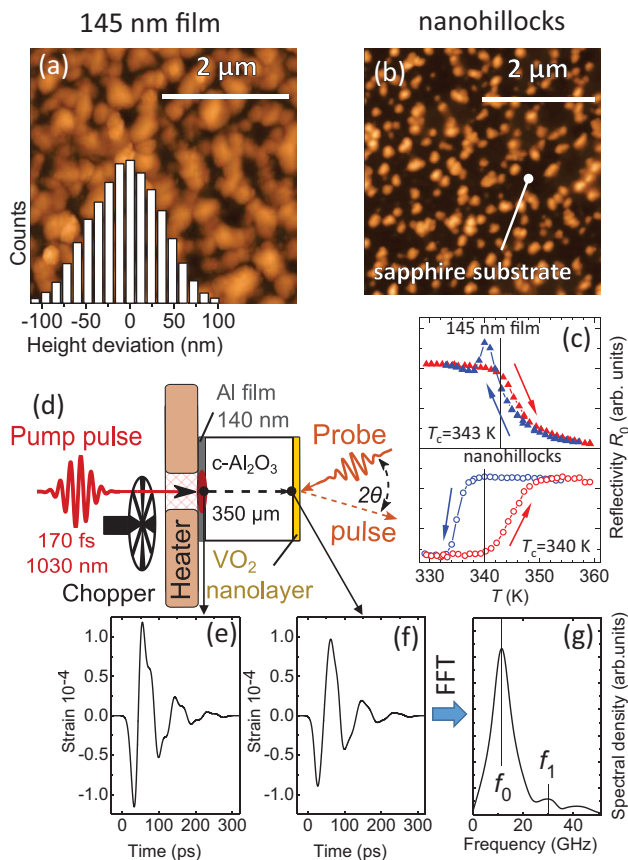 145 nm film
nanohillocks
(a)
2 μm
Counts
-100 -50 0 50 100
Height deviation (nm)
(b)
2 μm
sapphire substrate
(c)
145 nm film
Tc=343 K
nanohillocks
Tc=340 K
330 340 350 360
T (K)
Reflectivity R0 (arb. units)
(d)
Al film
140 nm
Pump pulse
170 fs
1030 nm
Chopper
Heater
c-Al2O3
350 μm
VO2
nanolayer
Probe
2θ
pulse
(e)
Strain 10-4
1.0
0.5
0.0
-0.5
-1.0
0 100 200 300
Time (ps)
(f)
Strain 10-4
1.0
0.5
0.0
-0.5
-1.0
0 100 200 300
Time (ps)
FFT
(g)
f0
f1
0 20 40
Frequency (GHz)
Spectral density (arb.units)